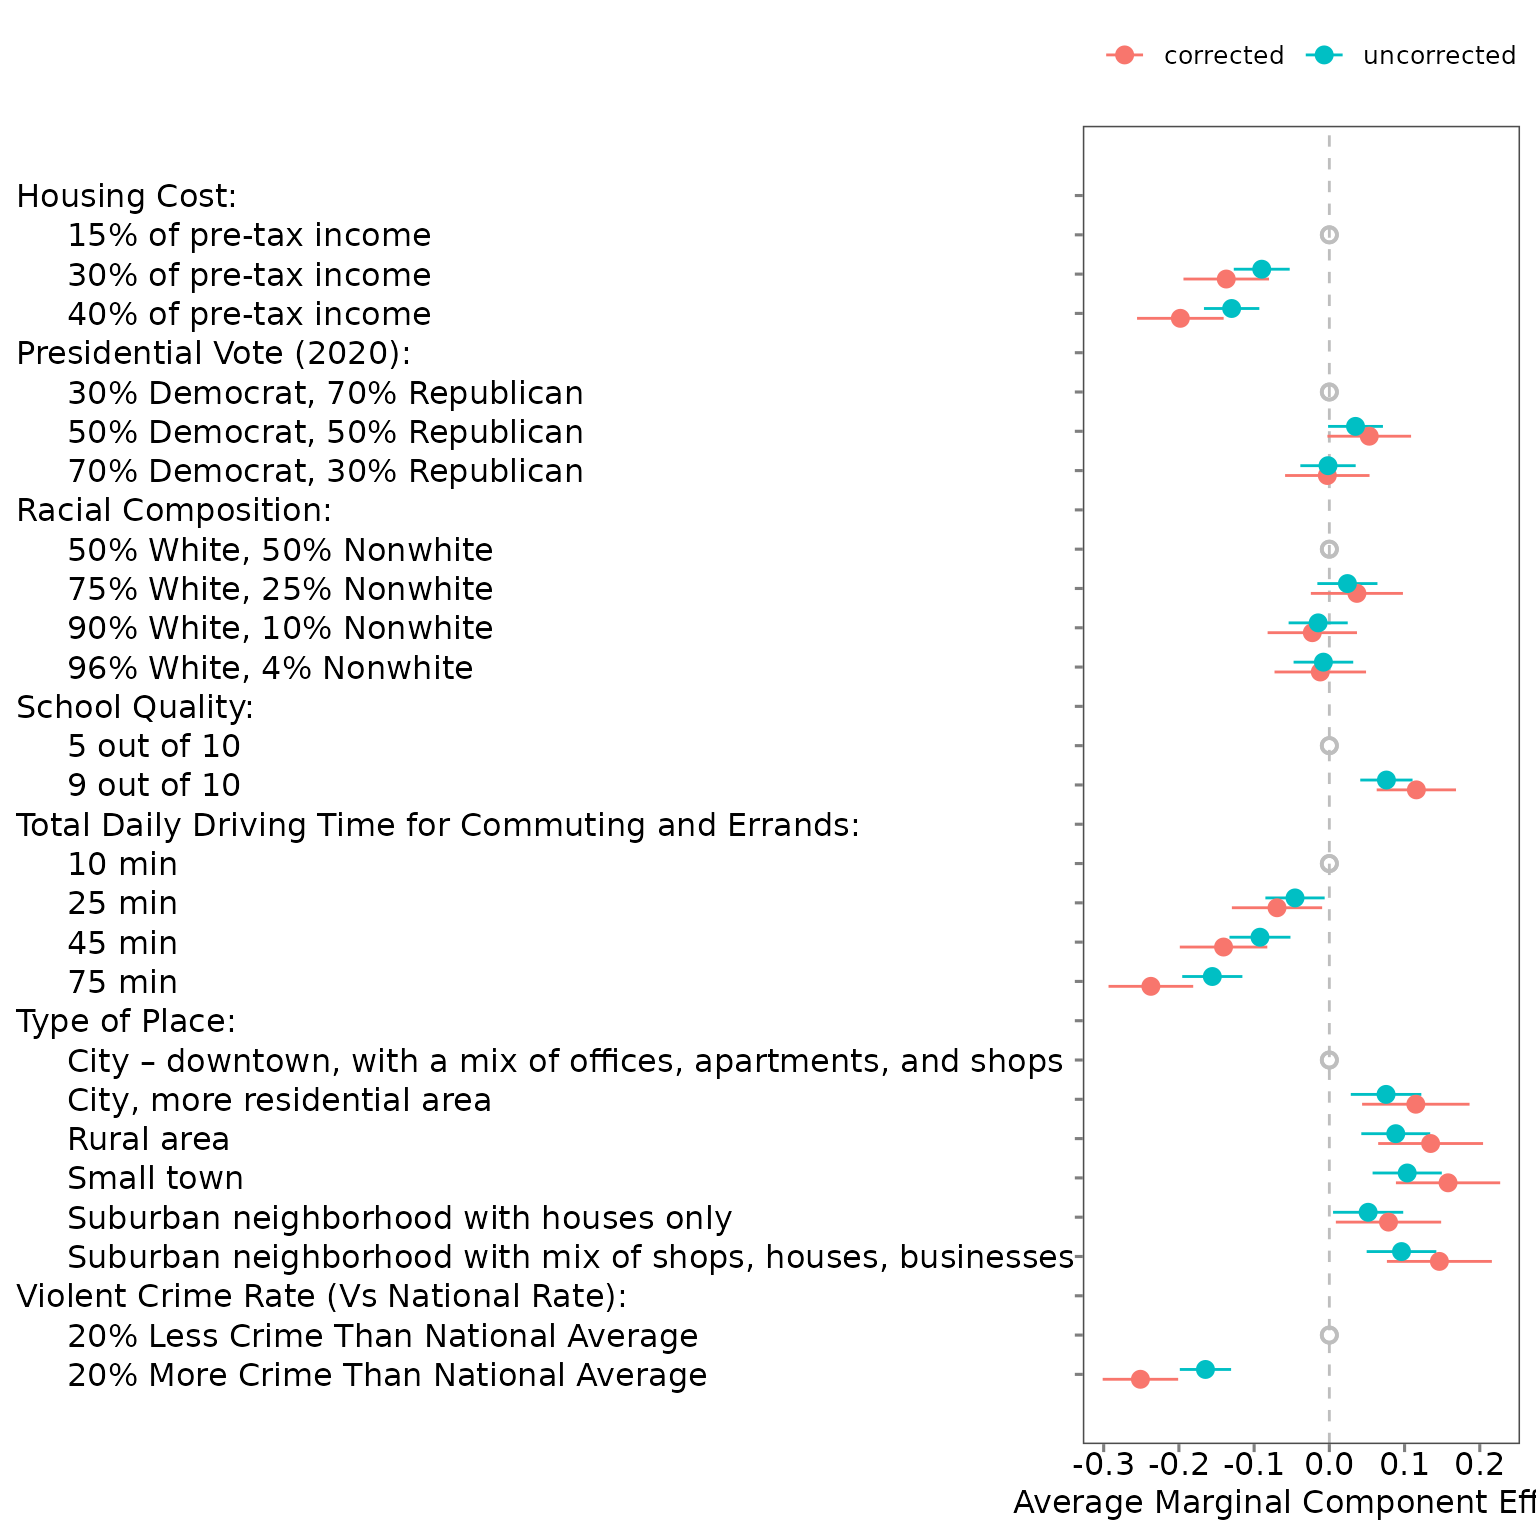 corrected uncorrected
Housing Cost:
15% of pre-tax income
30% of pre-tax income
40% of pre-tax income
Presidential Vote (2020):
30% Democrat, 70% Republican
50% Democrat, 50% Republican
70% Democrat, 30% Republican
Racial Composition:
50% White, 50% Nonwhite
75% White, 25% Nonwhite
90% White, 10% Nonwhite
96% White, 4% Nonwhite
School Quality:
5 out of 10
9 out of 10
Total Daily Driving Time for Commuting and Errands:
10 min
25 min
45 min
75 min
Type of Place:
City – downtown, with a mix of offices, apartments, and shops
City, more residential area
Rural area
Small town
Suburban neighborhood with houses only
Suburban neighborhood with mix of shops, houses, businesses
Violent Crime Rate (Vs National Rate):
20% Less Crime Than National Average
20% More Crime Than National Average
-0.3 -0.2 -0.1 0.0 0.1 0.2
Average Marginal Component Eff